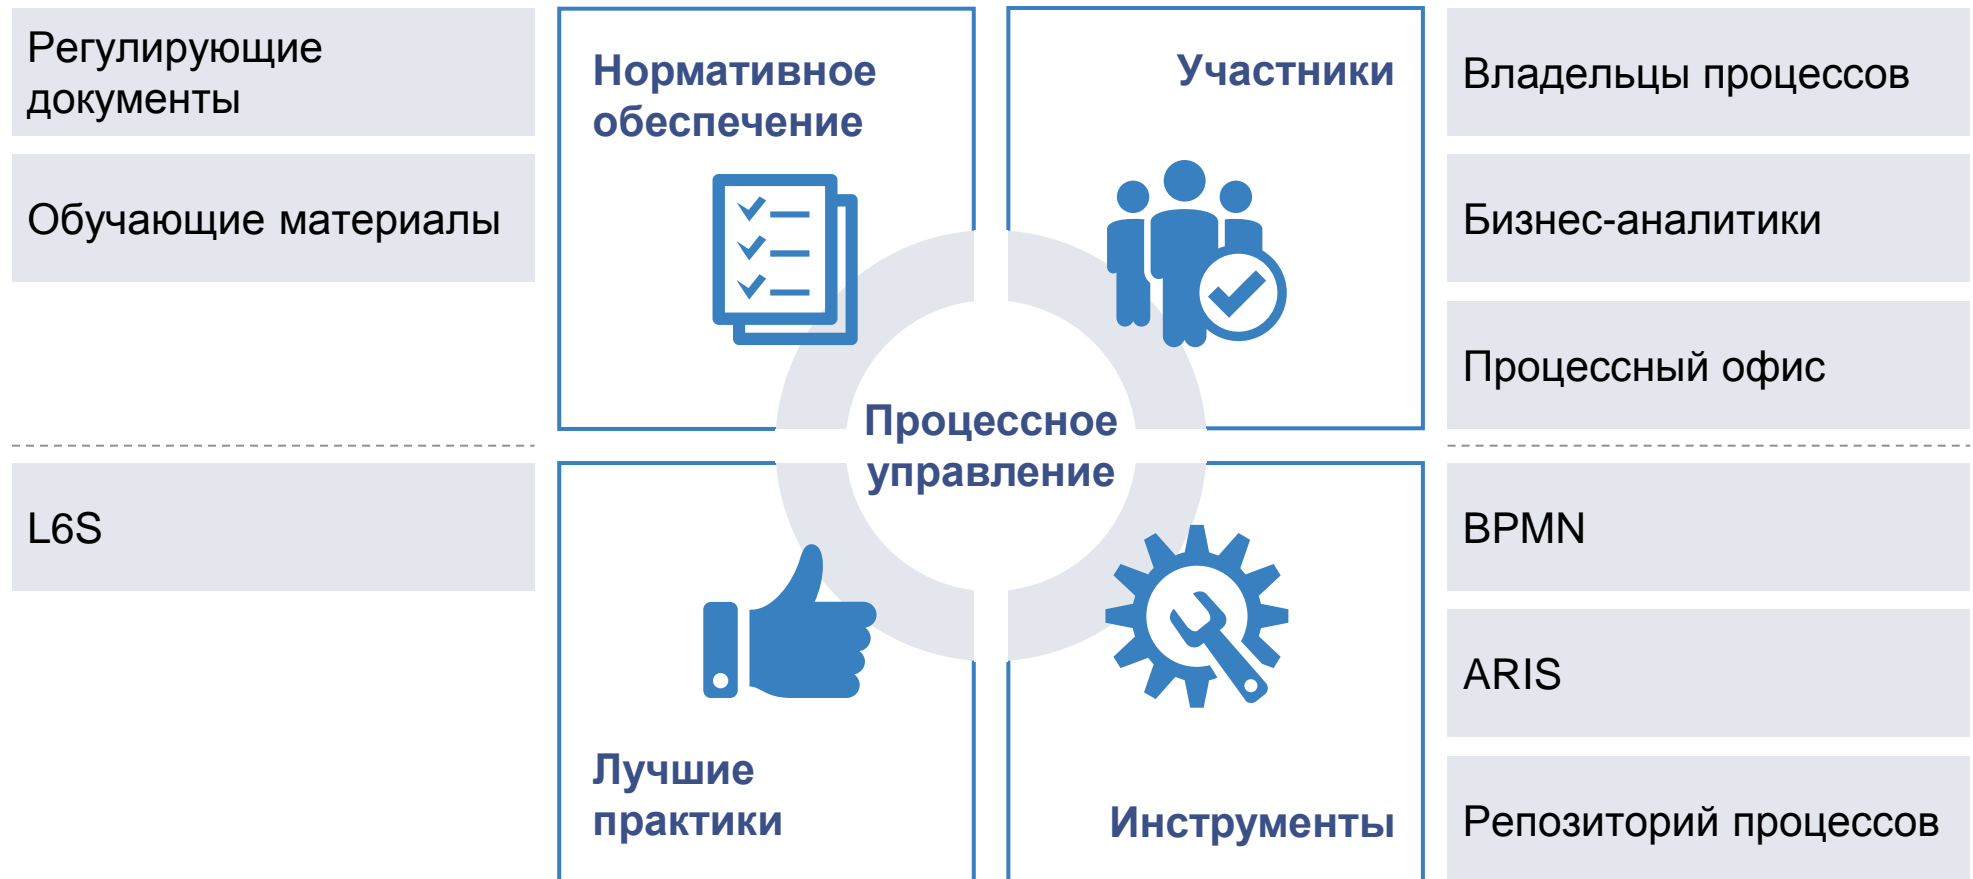 Регулирующие
документы
Обучающие материалы
Нормативное
обеспечение
Участники
Владельцы процессов
Бизнес-аналитики
Процессный офис
Процессное
управление
L6S
Лучшие
практики
Инструменты
BPMN
ARIS
Репозиторий процессов